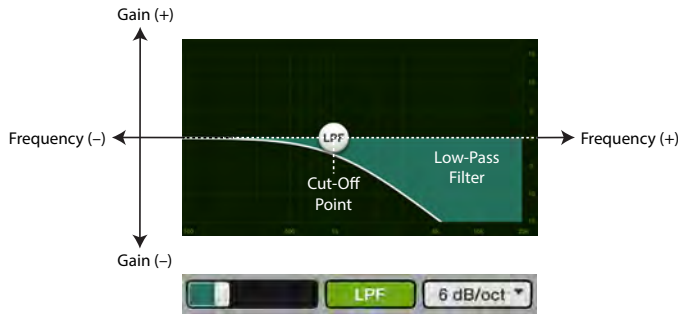 Gain (+)
Frequency (–)
LPF
Frequency (+)
Low-Pass
Filter
Cut-Off
Point
Gain (–)
LPF
6 dB/oct